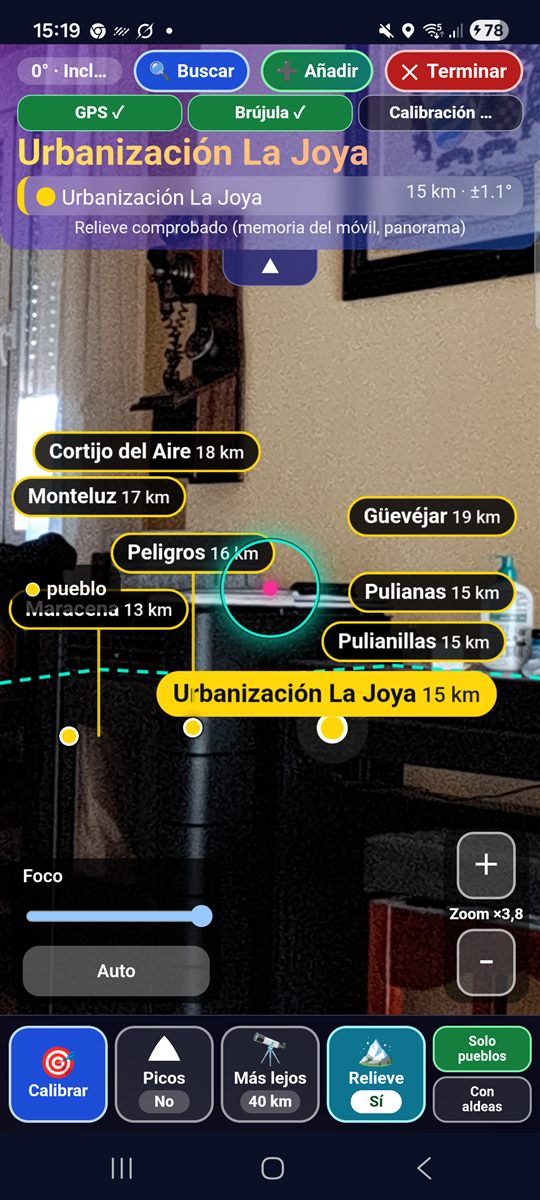 15:19
78
0° · Incl...
Buscar
Añadir
Terminar
GPS ✓
Brújula ✓
Calibración ...
Urbanización La Joya
Urbanización La Joya
15 km · ±1.1°
Relieve comprobado (memoria del móvil, panorama)
Cortijo del Aire 18 km
Monteluz 17 km
Güevéjar 19 km
Peligros 16 km
pueblo
Pulianas 15 km
Maracena 13 km
Pulianillas 15 km
Urbanización La Joya 15 km
Foco
Zoom ×3,8
Auto
Calibrar
Picos
No
Más lejos
40 km
Relieve
Sí
Solo
pueblos
Con
aldeas